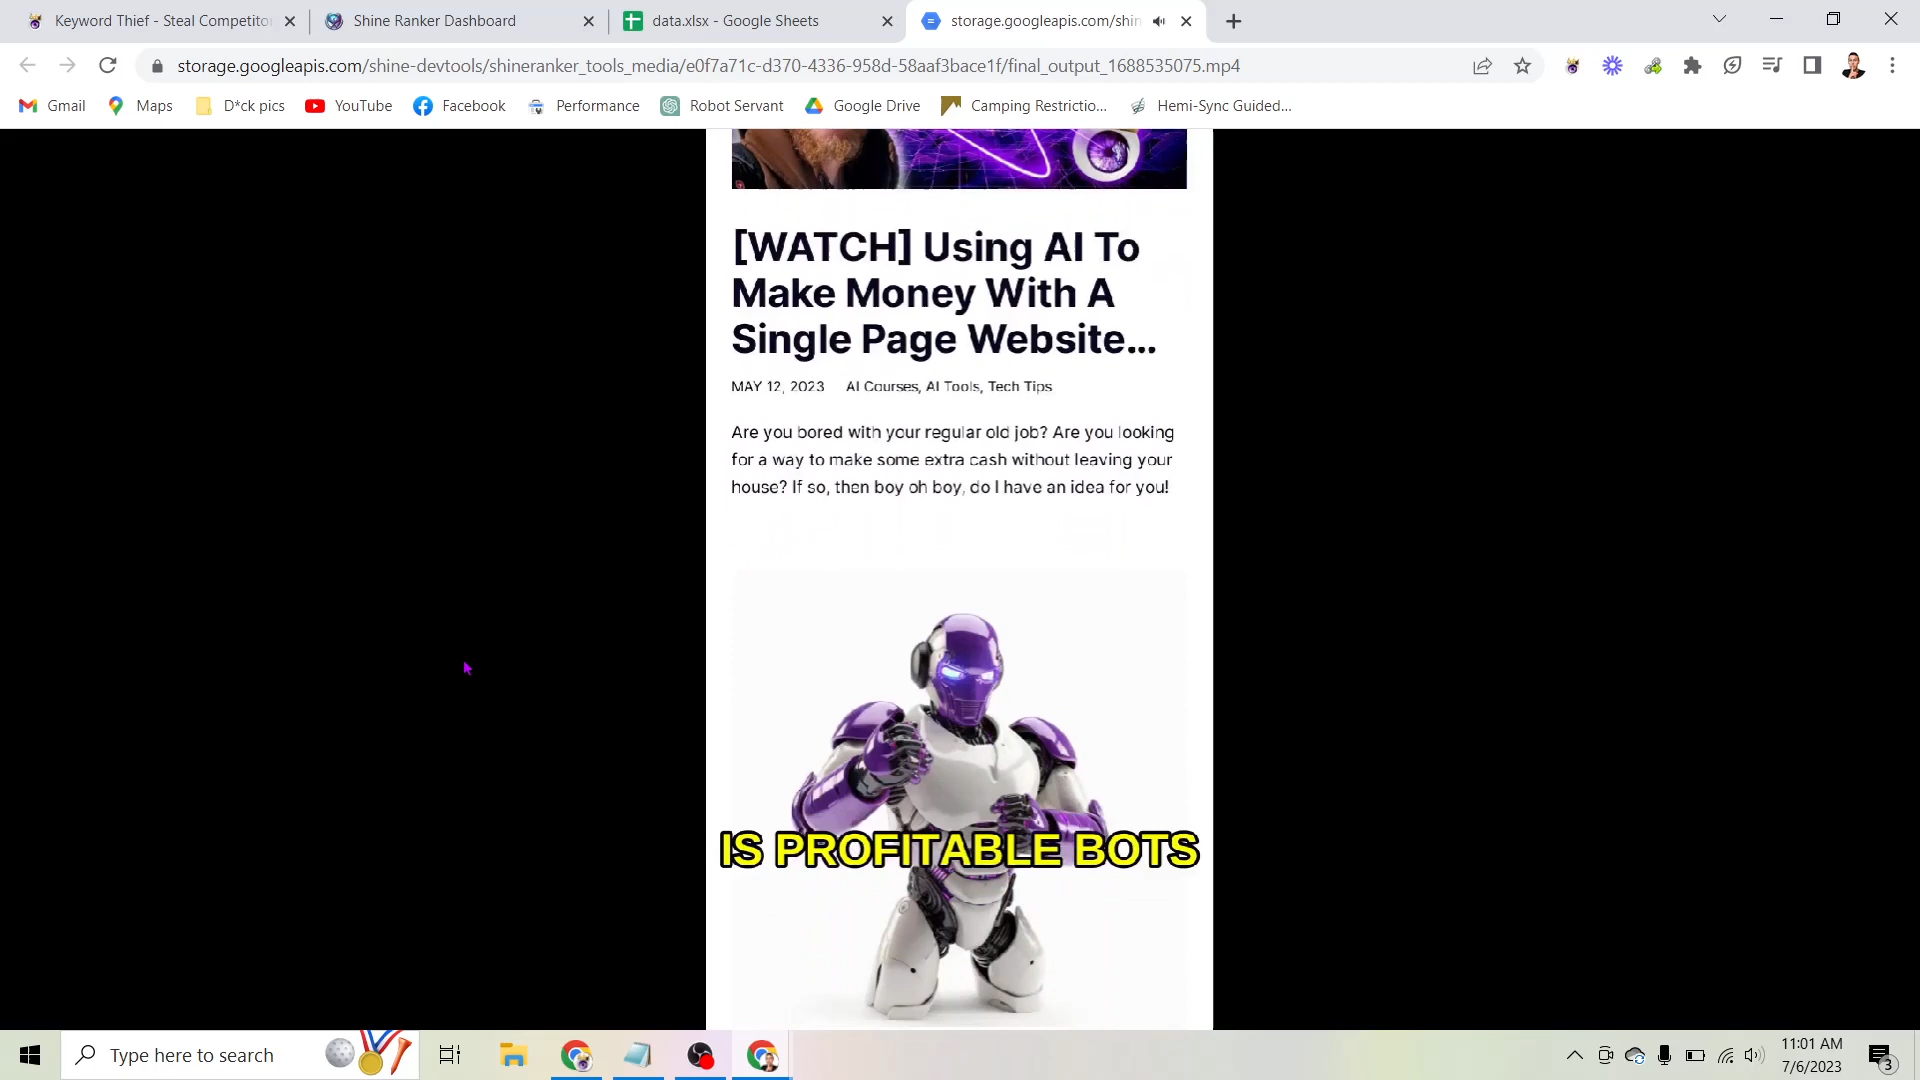 Keyword Thief - Steal Competito
Shine Ranker Dashboard
data.xlsx - Google Sheets
storage.googleapis.com/shin
storage.googleapis.com/shine-devtools/shineranker_tools_media/e0f7a71c-d370-4336-958d-58aaf3bace1f/final_output_1688535075.mp4
Gmail
Maps
D*ck pics
YouTube
Facebook
Performance
Robot Servant
Google Drive
Camping Restrictio...
Hemi-Sync Guided...
[WATCH] Using AI To
Make Money With A
Single Page Website...
MAY 12, 2023 AI Courses, AI Tools, Tech Tips
Are you bored with your regular old job? Are you looking
for a way to make some extra cash without leaving your
house? If so, then boy oh boy, do I have an idea for you!
IS PROFITABLE BOTS
Type here to search
11:01 AM
7/6/2023
3